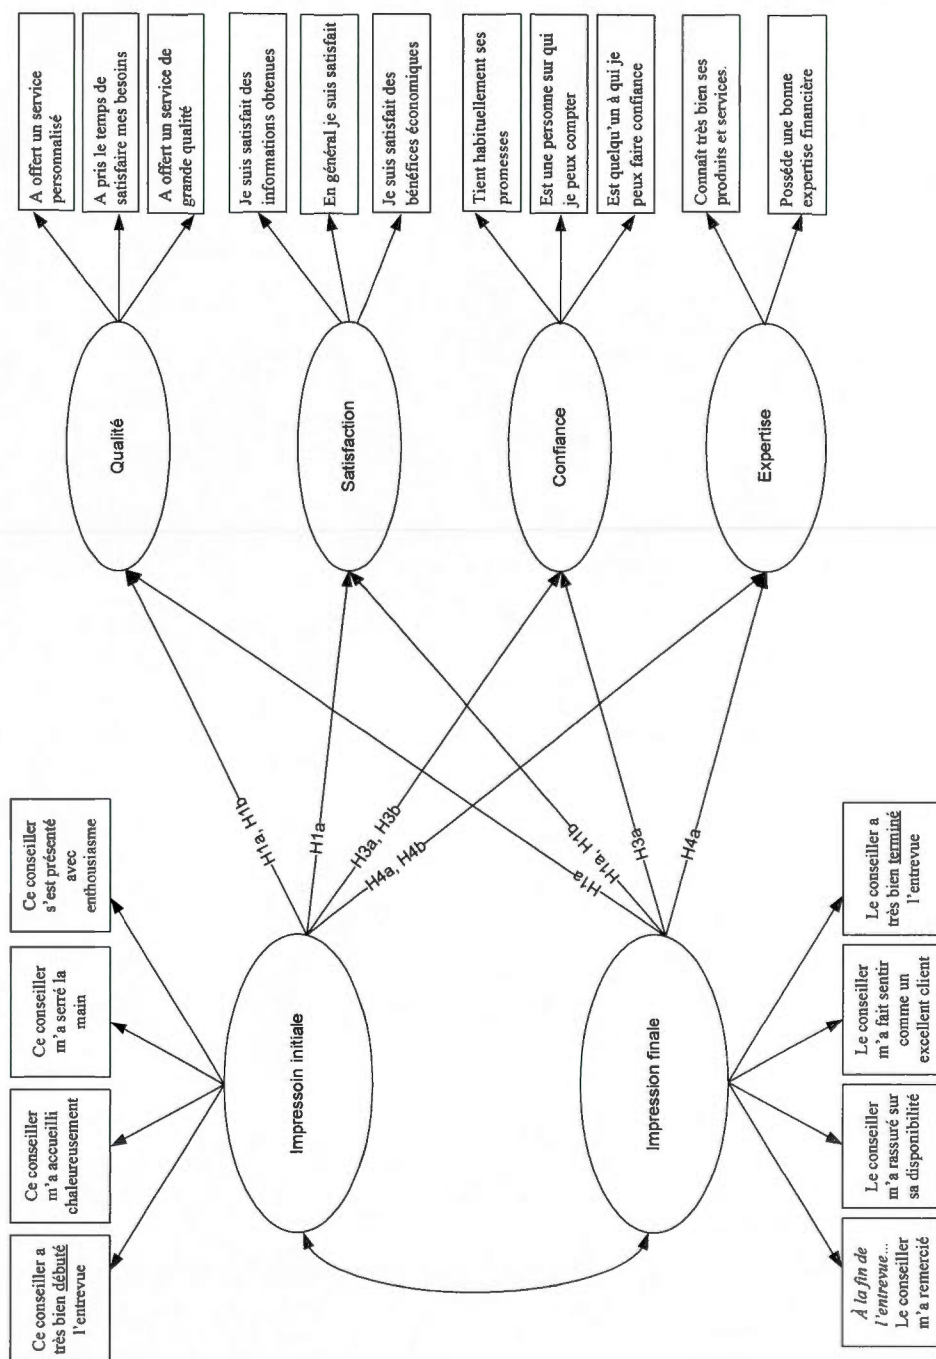 Ce conseiller a
très bien débuté
l'entrevue
Ce conseiller
m'a accueilli
chaleureusement
Ce conseiller
m'a serré la
main
Ce conseiller
s'est présenté
avec
enthousiasme
Impressoin initiale
Impression finale
À la fin de
l'entrevue...
Le conseiller
m'a remercié
Le conseiller
m'a rassuré sur
sa disponibilité
Le conseiller
m'a fait sentir
comme un
excellent client
Le conseiller a
très bien terminé
l'entrevue
H1a, H1b
H1a
H3a, H3b
H4a, H4b
H1a
H1a, H1b
H3a
H4a
Qualité
Satisfaction
Confiance
Expertise
A offert un service
personnalisé
A pris le temps de
satisfaire mes besoins
A offert un service de
grande qualité
Je suis satisfait des
informations obtenues
En général je suis satisfait
Je suis satisfait des
bénéfices économiques
Tient habituellement ses
promesses
Est une personne sur qui
je peux compter
Est quelqu'un à qui je
peux faire confiance
Connaît très bien ses
produits et services.
Possède une bonne
expertise financière